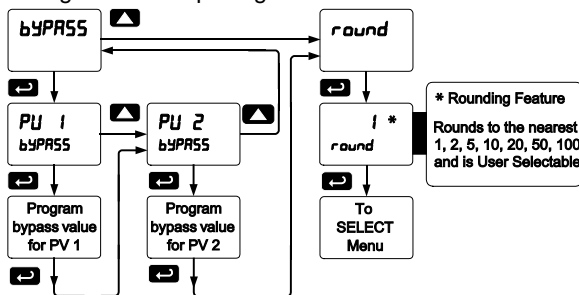 bYPASS
round
PV 1
bYPASS
PV 2
bYPASS
1 *
round
* Rounding Feature
Rounds to the nearest
1, 2, 5, 10, 20, 50, 100
and is User Selectable
Program
bypass value
for PV 1
Program
bypass value
for PV 2
To
SELECT
Menu